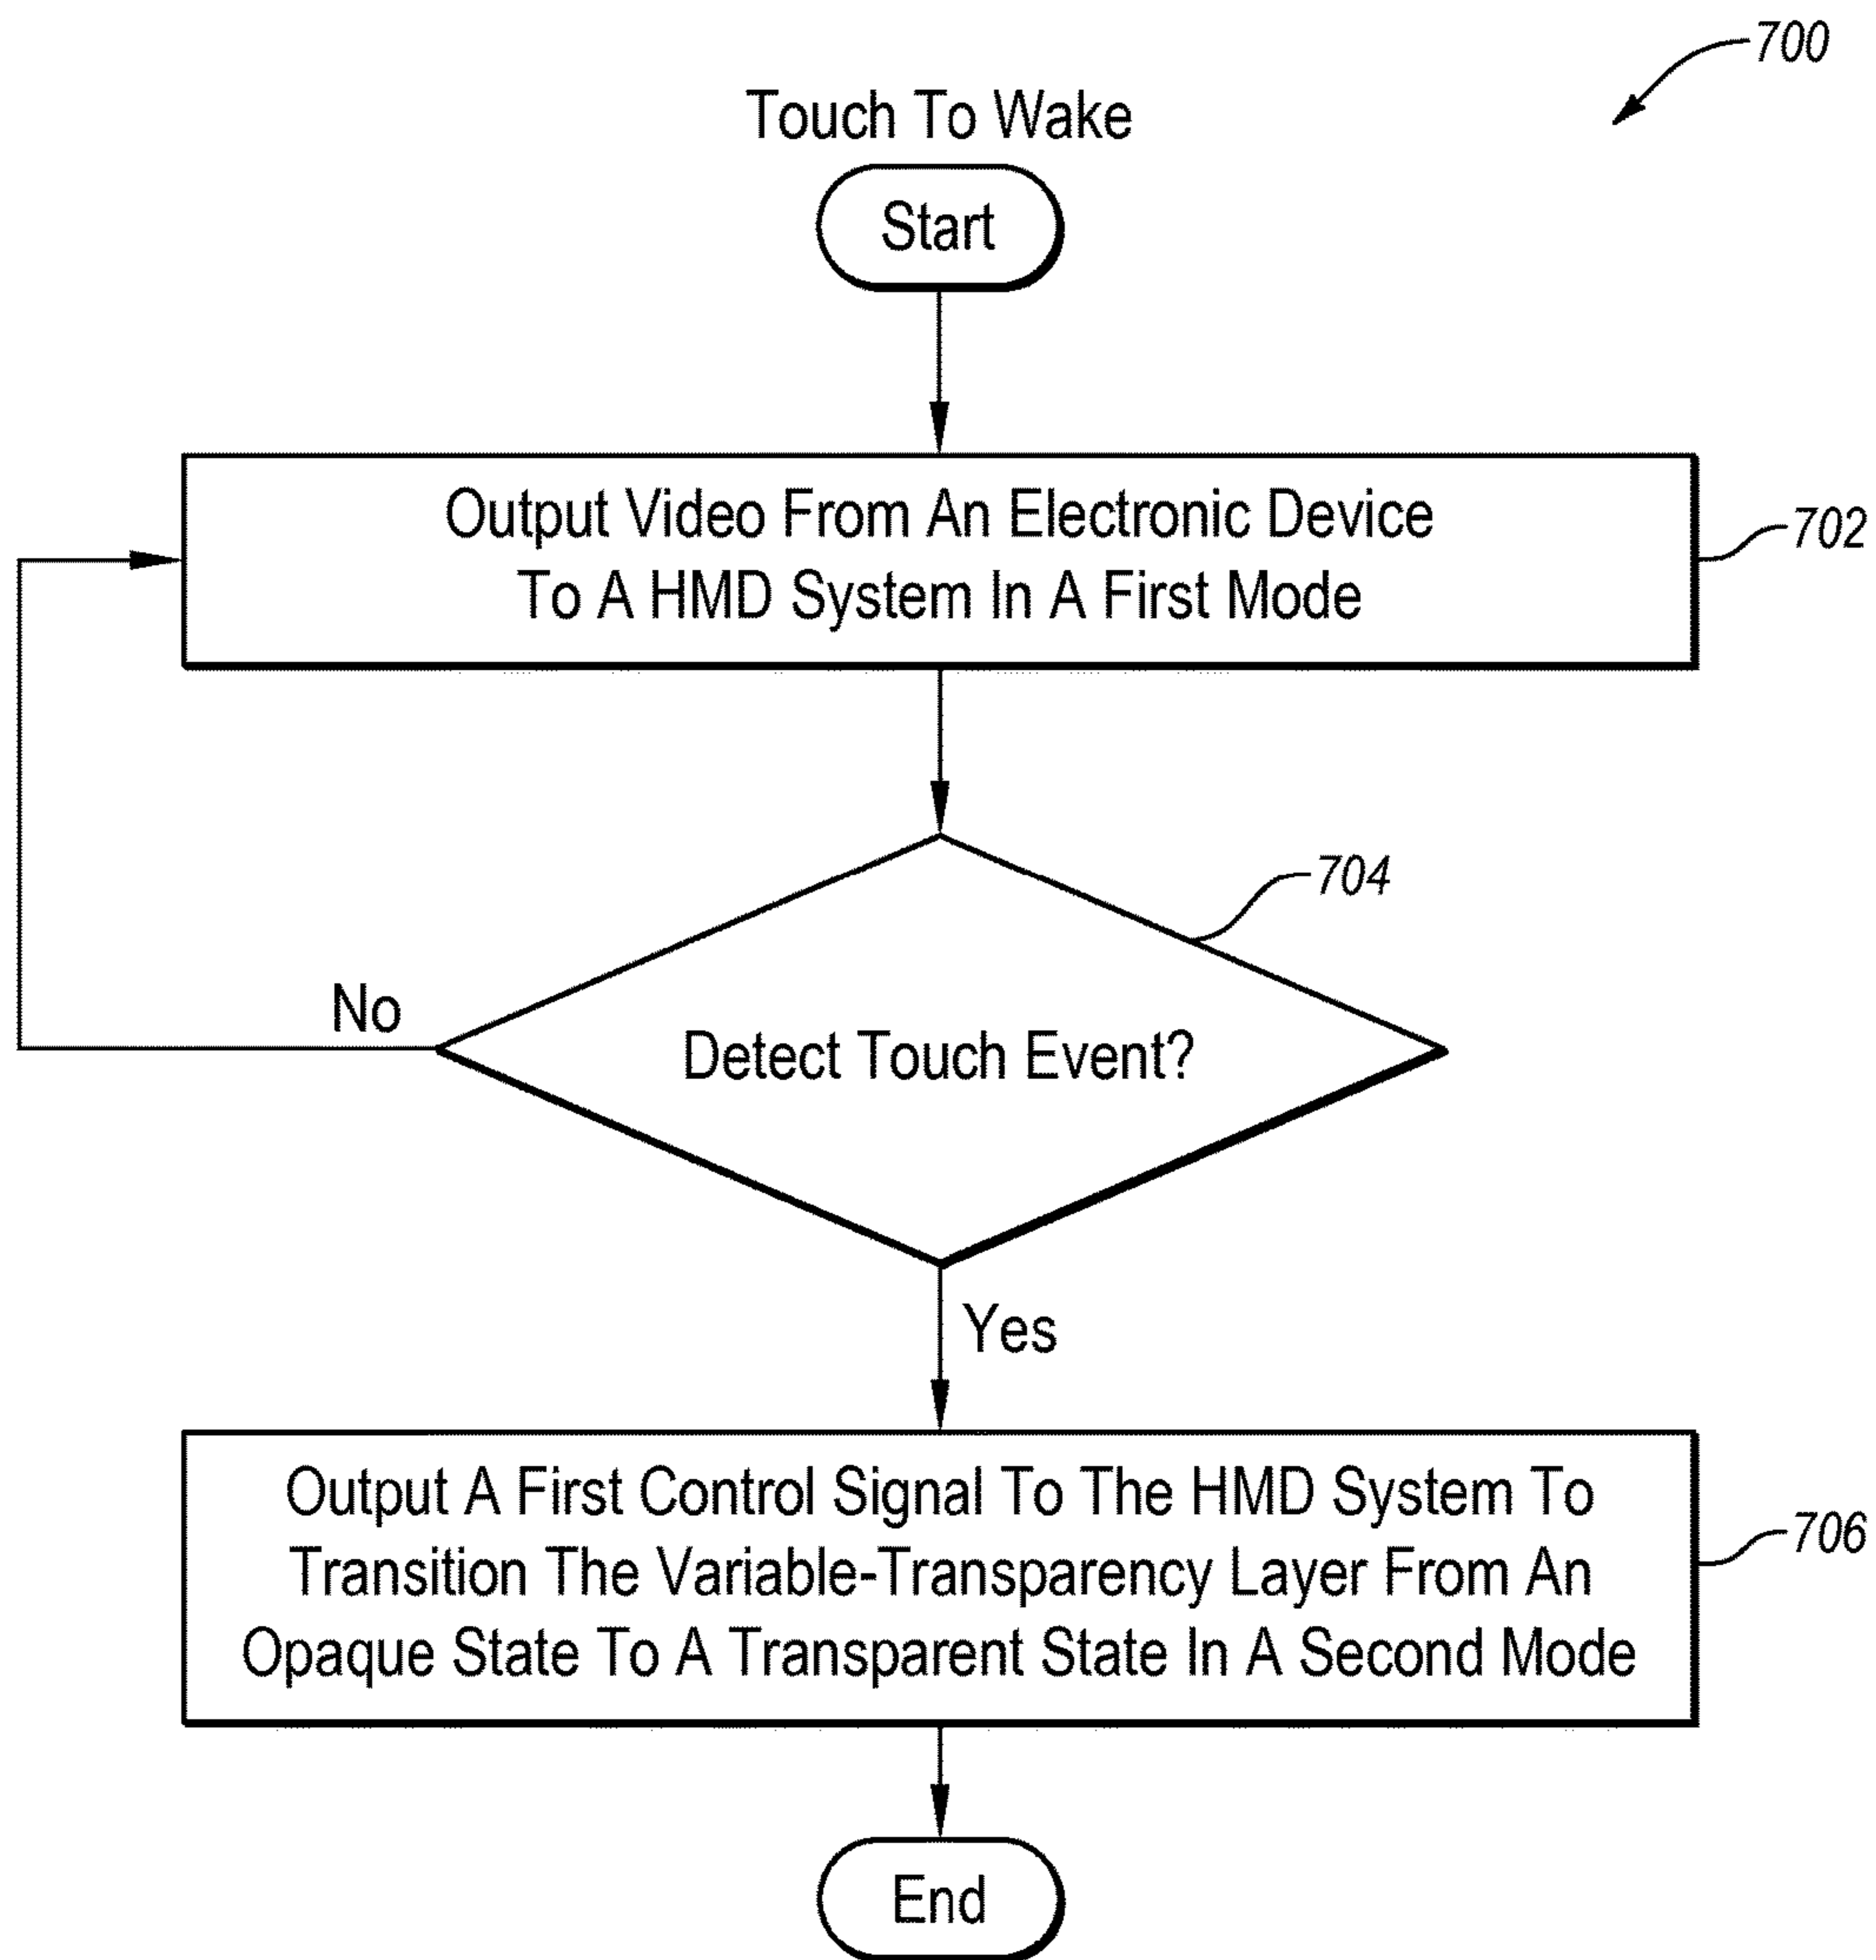 700
Touch To Wake
Start
Output Video From An Electronic Device
To A HMD System In A First Mode
702
704
No
Detect Touch Event?
Yes
Output A First Control Signal To The HMD System To
Transition The Variable-Transparency Layer From An
Opaque State To A Transparent State In A Second Mode
706
End